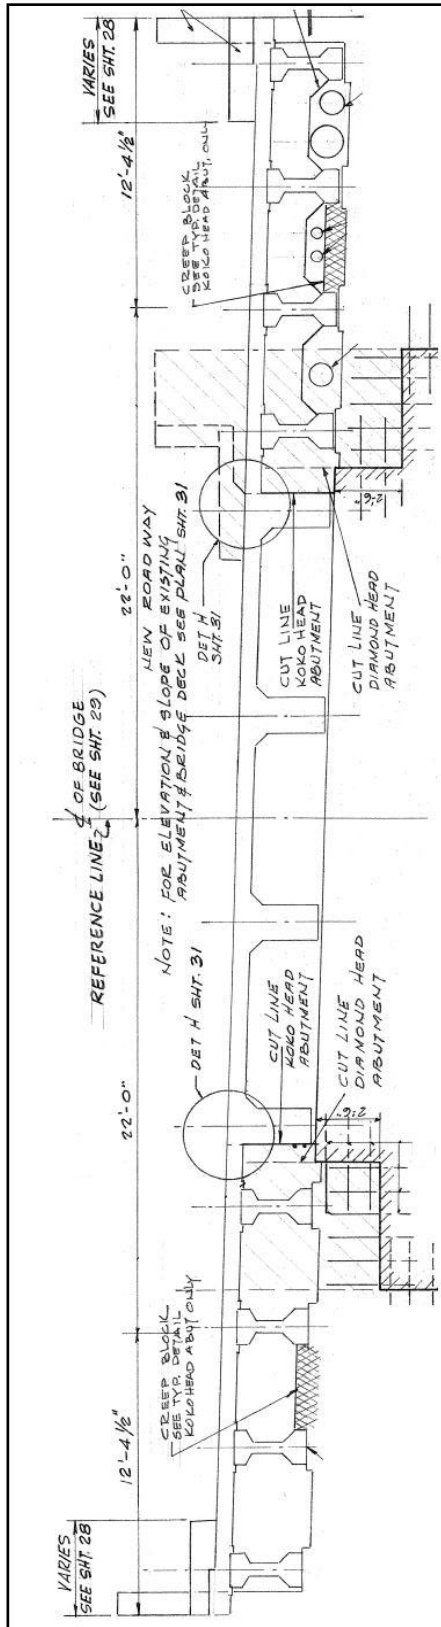 VARIES
SEE SHT. 28
12'-4½"
22'-0"
℄ OF BRIDGE
REFERENCE LINE (SEE SHT. 29)
22'-0"
12'-4½"
VARIES
SEE SHT. 28
NEW ROADWAY
NOTE: FOR ELEVATION & SLOPE OF EXISTING
ABUTMENT & BRIDGE DECK SEE PLAN SHT. 31
CREEP BLOCK
SEE TYP. DETAIL
KOKO HEAD ABUT ONLY
DET H SHT. 31
CUT LINE
KOKO HEAD
ABUTMENT
CUT LINE
DIAMOND HEAD
ABUTMENT
2'-6"
DET H
SHT. 31
CUT LINE
KOKO HEAD
ABUTMENT
CUT LINE
DIAMOND HEAD
ABUTMENT
2'-6"
CREEP BLOCK
SEE TYP. DETAIL
KOKO HEAD ABUT. ONLY